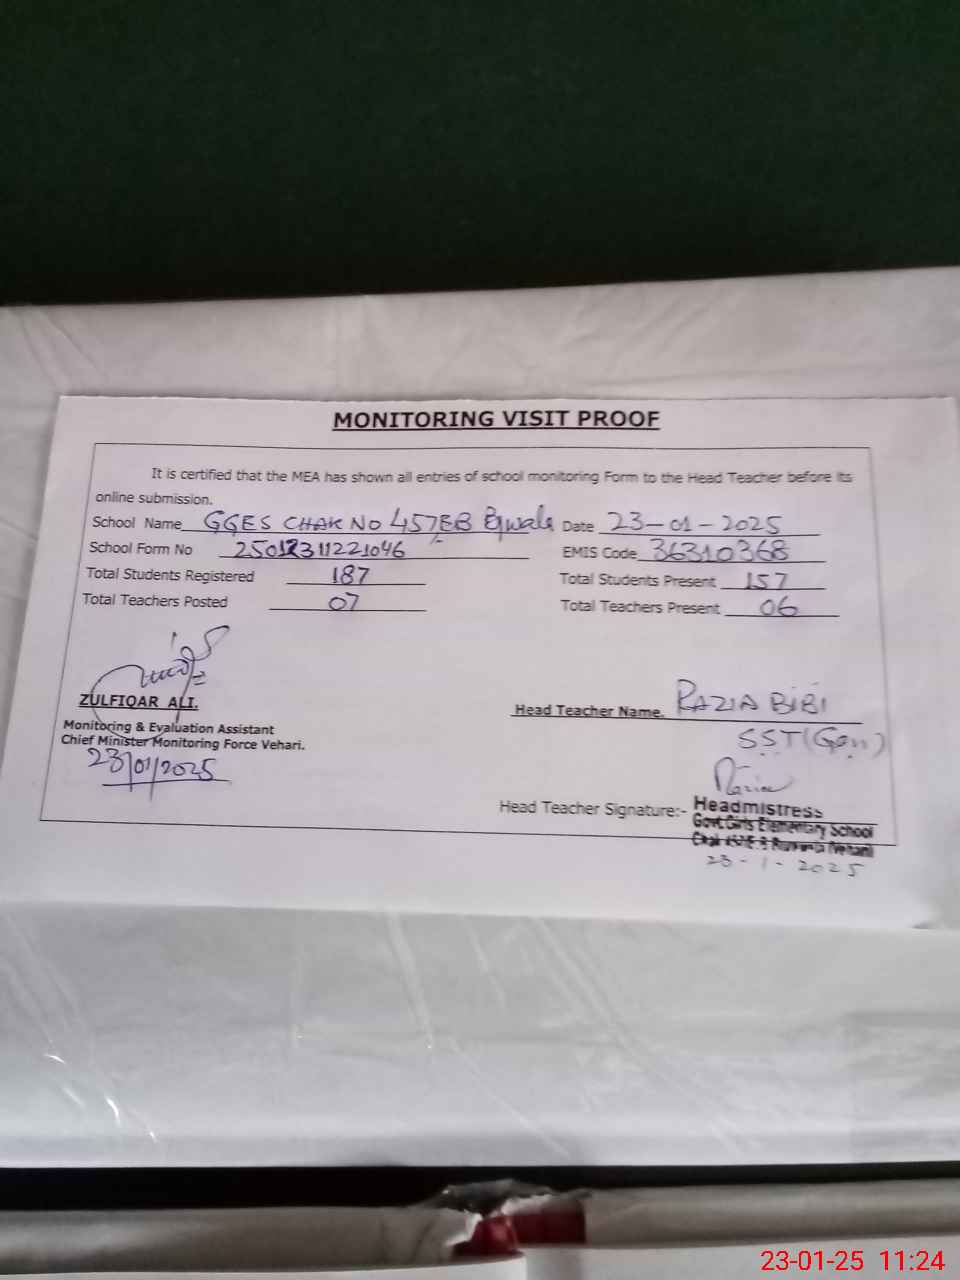 MONITORING VISIT PROOF
It is certified that the MEA has shown all entries of school monitoring Form to the Head Teacher before its
online submission.
School Name GGES CHAK NO 457EB Date 23-01-2025
School Form No 25012311221046 EMIS Code 36310368
Total Students Registered 187 Total Students Present 157
Total Teachers Posted 07 Total Teachers Present 06
ZULFIQAR ALI.
Monitoring & Evaluation Assistant
Chief Minister Monitoring Force Vehari.
23/01/2025
Head Teacher Name. RAZIA BIBI
SST (Gen)
Head Teacher Signature:- Headmistress
Govt. Girls Elementary School
23-1-2025
23-01-25 11:24